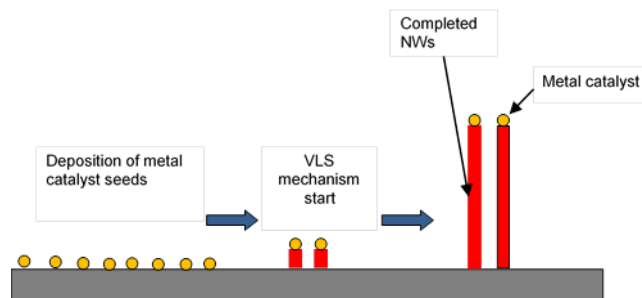 Completed
NWs
Metal catalyst
Deposition of metal
catalyst seeds
VLS
mechanism
start